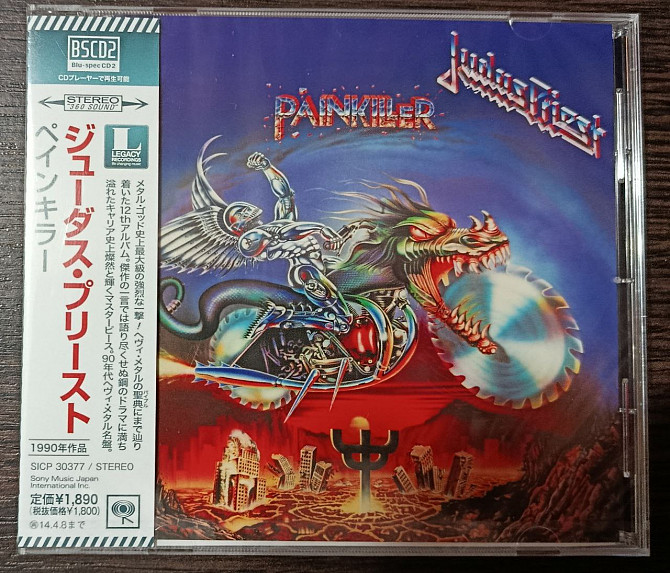 BSCD2
Blu-spec CD2
CDプレーヤーで再生可能
STEREO
"360 SOUND"
L
LEGACY
RECORDINGS
ジューダス・プリースト
ペインキラー
メタル・ゴッド史上最大級の強烈な一撃!ヘヴィ・メタルの聖典にまで辿り
着いた12thアルバム。傑作の一言では語り尽くせぬ鋼のドラマに満ち
溢れたキャリア史上燦然と輝くマスターピース。90年代ヘヴィ・メタル名盤。
1990年作品
SICP 30377 / STEREO
Sony Music Japan
International Inc.
定価¥1,890
(税抜価格¥1,800)
14.4.8まで
PAINKILLER
Judas Priest